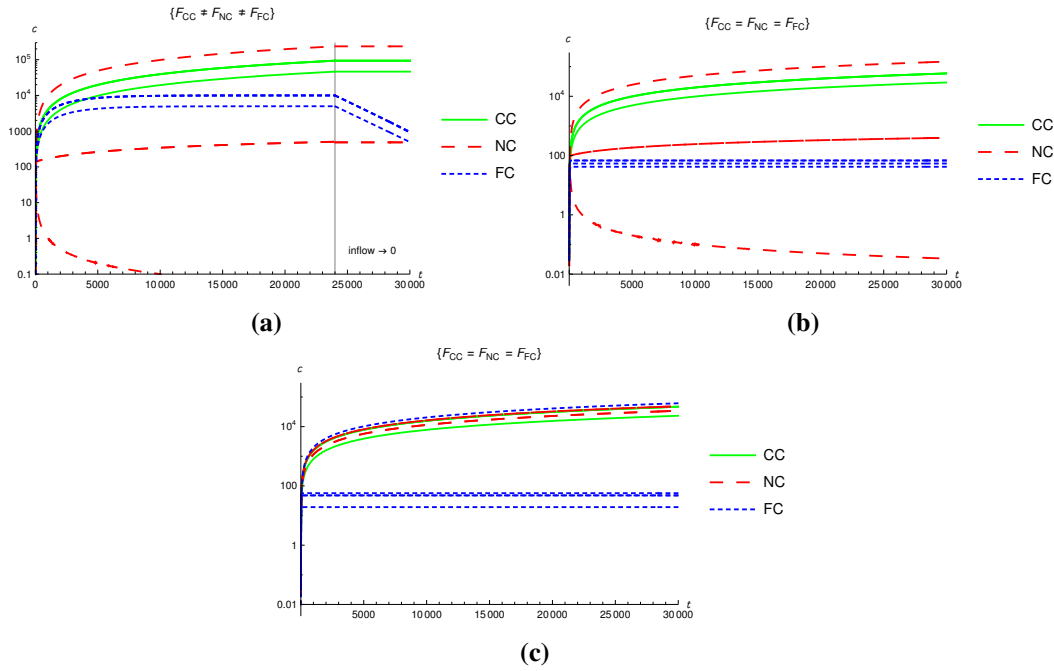 {F_CC ≠ F_NC ≠ F_FC}
c
10^5
10^4
1000
100
10
1
0.1
0
5000
10 000
15 000
20 000
25 000
30 000
t
inflow → 0
CC
NC
FC
(a)
{F_CC = F_NC = F_FC}
c
10^4
100
1
0.01
5000
10 000
15 000
20 000
25 000
30 000
t
CC
NC
FC
(b)
{F_CC = F_NC = F_FC}
c
10^4
100
1
0.01
5000
10 000
15 000
20 000
25 000
30 000
t
CC
NC
FC
(c)